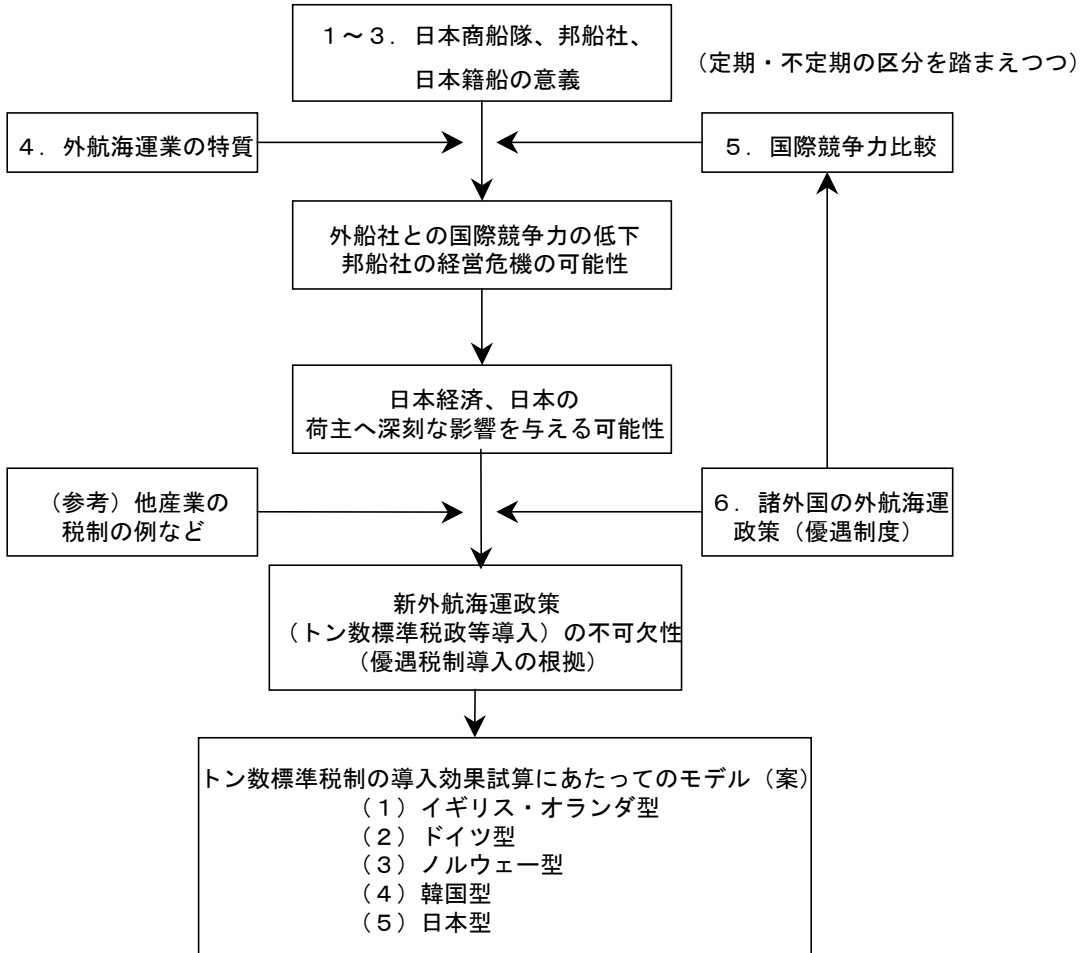 １～３．日本商船隊、邦船社、
日本籍船の意義
（定期・不定期の区分を踏まえつつ）
４．外航海運業の特質
５．国際競争力比較
外船社との国際競争力の低下
邦船社の経営危機の可能性
日本経済、日本の
荷主へ深刻な影響を与える可能性
（参考）他産業の
税制の例など
６．諸外国の外航海運
政策（優遇制度）
新外航海運政策
（トン数標準税政等導入）の不可欠性
（優遇税制導入の根拠）
トン数標準税制の導入効果試算にあたってのモデル（案）
（１）イギリス・オランダ型
（２）ドイツ型
（３）ノルウェー型
（４）韓国型
（５）日本型